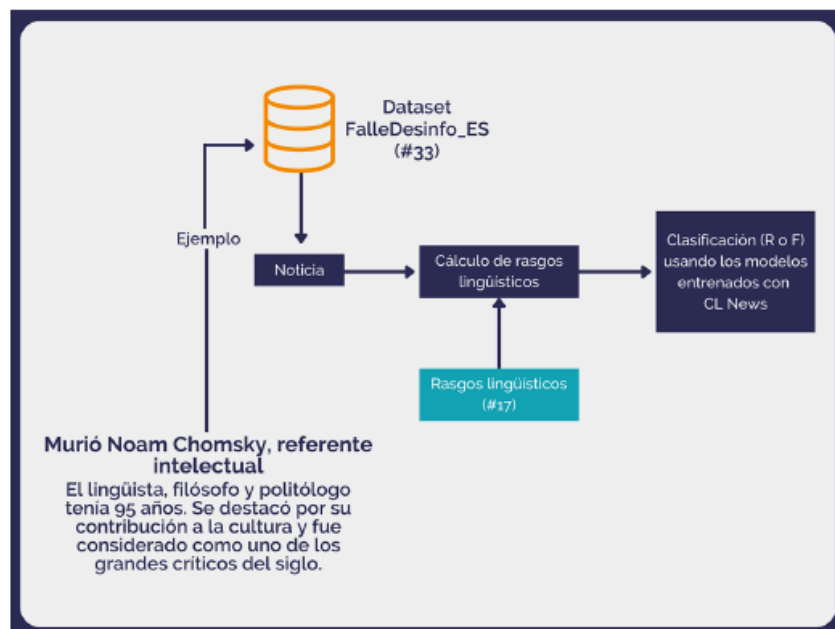 Dataset
FalleDesinfo_ES
(#33)
Ejemplo
Noticia
Cálculo de rasgos
lingüísticos
Clasificación (R o F)
usando los modelos
entrenados con
CL News
Rasgos lingüísticos
(#17)
Murió Noam Chomsky, referente
intelectual
El lingüista, filósofo y politólogo
tenía 95 años. Se destacó por su
contribución a la cultura y fue
considerado como uno de los
grandes críticos del siglo.